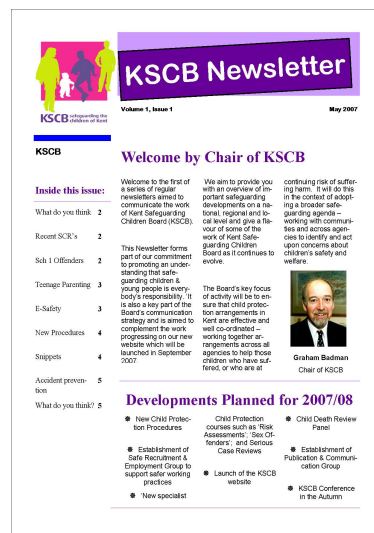 KSCB Newsletter
KSCB safeguarding the
children of Kent
Volume 1, Issue 1
May 2007
KSCB
Inside this issue:
What do you think 2
Recent SCR's 2
Sch 1 Offenders 2
Teenage Parenting 3
E-Safety 3
New Procedures 4
Snippets 4
Accident preven-
tion 5
What do you think? 5
Welcome by Chair of KSCB
Welcome to the first of
a series of regular
newsletters aimed to
communicate the work
of Kent Safeguarding
Children Board (KSCB).
This Newsletter forms
part of our commitment
to promoting an under-
standing that safe-
guarding children &
young people is every-
body's responsibility. 'It
is also a key part of the
Board's communication
strategy and is aimed to
complement the work
progressing on our new
website which will be
launched in September
2007.
We aim to provide you
with an overview of im-
portant safeguarding
developments on a na-
tional, regional and lo-
cal level and give a fla-
vour of some of the
work of Kent Safe-
guarding Children
Board as it continues to
evolve.
The Board's key focus
of activity will be to en-
sure that child protec-
tion arrangements in
Kent are effective and
well co-ordinated –
working together ar-
rangements across all
agencies to help those
children who have suf-
fered, or who are at
continuing risk of suffer-
ing harm. It will do this
in the context of adopt-
ing a broader safe-
guarding agenda –
working with communi-
ties and across agen-
cies to identify and act
upon concerns about
children's safety and
welfare.
Graham Badman
Chair of KSCB
Developments Planned for 2007/08
New Child Protec-
tion Procedures
Establishment of
Safe Recruitment &
Employment Group to
support safer working
practices
'New specialist
Child Protection
courses such as 'Risk
Assessments'; 'Sex Of-
fenders'; and Serious
Case Reviews
Launch of the KSCB
website
Child Death Review
Panel
Establishment of
Publication & Communi-
cation Group
KSCB Conference
in the Autumn